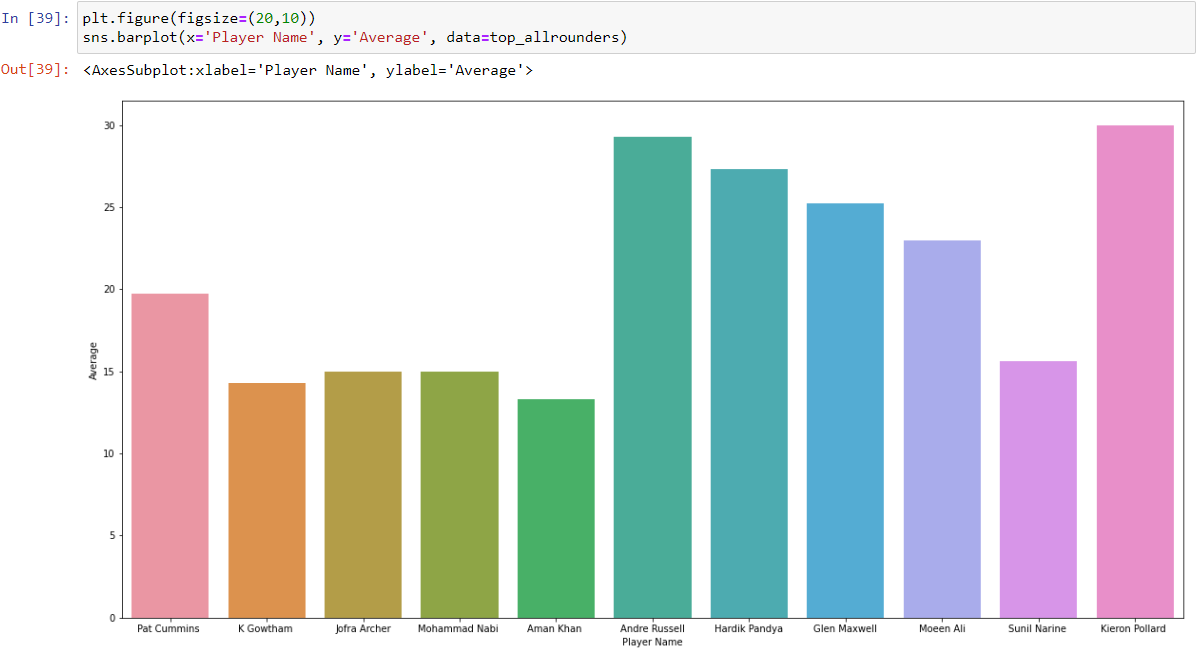 In [39]: plt.figure(figsize=(20,10))
sns.barplot(x='Player Name', y='Average', data=top_allrounders)
Out[39]: <AxesSubplot:xlabel='Player Name', ylabel='Average'>
30
25
20
15
10
5
0
Average
Pat Cummins K Gowtham Jofra Archer Mohammad Nabi Aman Khan Andre Russell Hardik Pandya Glen Maxwell Moeen Ali Sunil Narine Kieron Pollard
Player Name